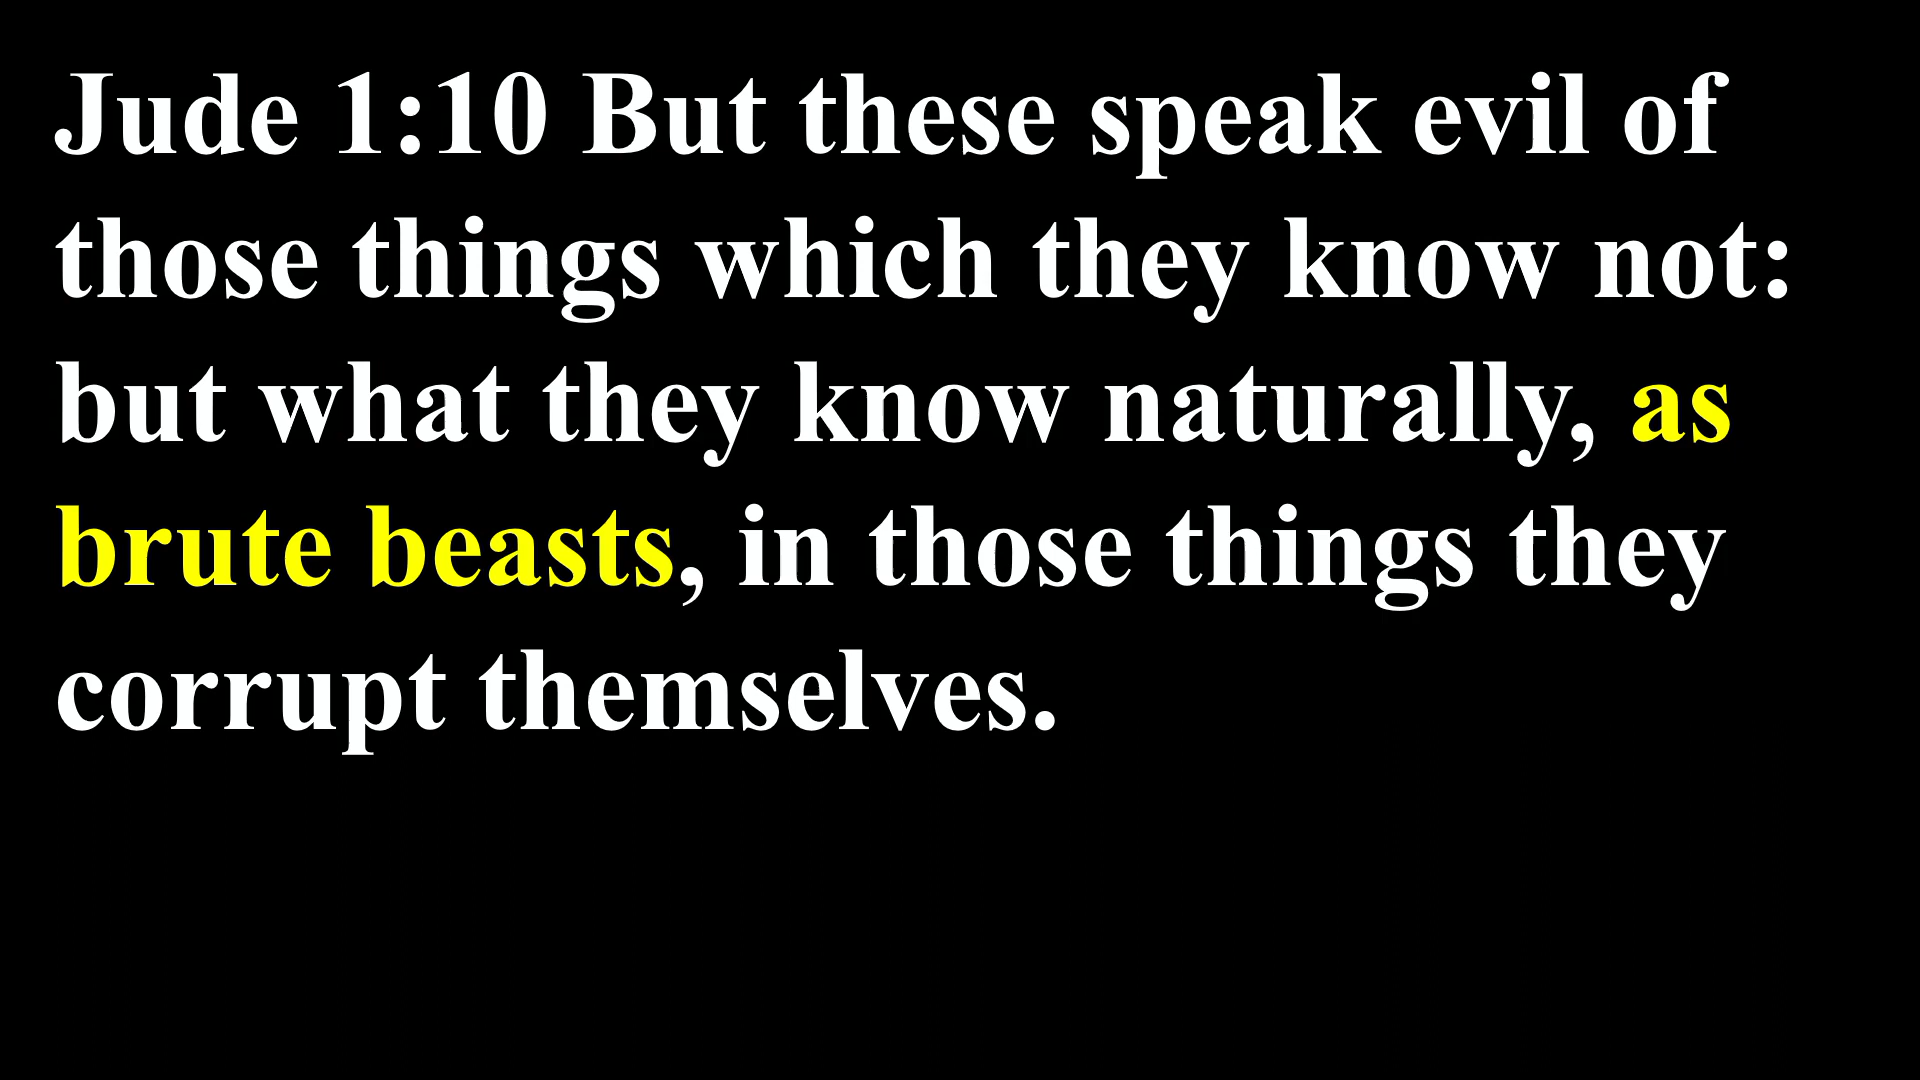 Jude 1:10 But these speak evil of
those things which they know not:
but what they know naturally, as
brute beasts, in those things they
corrupt themselves.